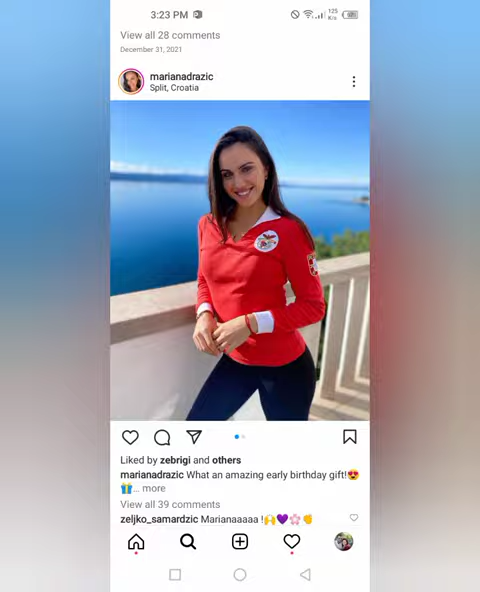 3:23 PM
125
K/s
View all 28 comments
December 31, 2021
marianadrazic
Split, Croatia
Liked by zebrigi and others
marianadrazic What an amazing early birthday gift!😍
🎁... more
View all 39 comments
zeljko_samardzic Marianaaaaa !🙌💜🌸👏